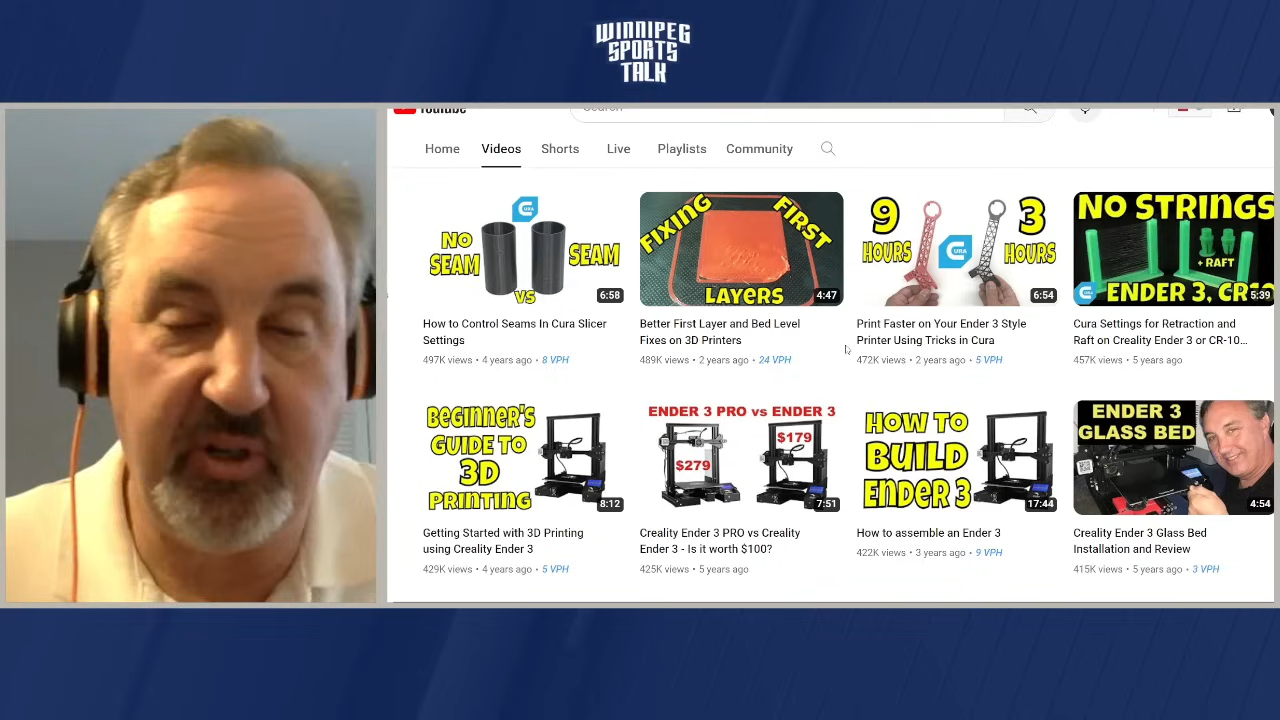 WINNIPEG
SPORTS
TALK
YouTube
Search
Home
Videos
Shorts
Live
Playlists
Community
NO
SEAM
SEAM
VS
6:58
How to Control Seams In Cura Slicer
Settings
497K views • 4 years ago • 8 VPH
FIXING
FIRST
LAYERS
4:47
Better First Layer and Bed Level
Fixes on 3D Printers
489K views • 2 years ago • 24 VPH
9
HOURS
CURA
3
HOURS
6:54
Print Faster on Your Ender 3 Style
Printer Using Tricks in Cura
472K views • 2 years ago • 5 VPH
NO STRINGS
+ RAFT
ENDER 3, CR10
5:39
Cura Settings for Retraction and
Raft on Creality Ender 3 or CR-10...
457K views • 5 years ago
BEGINNER'S
GUIDE TO
3D
PRINTING
8:12
Getting Started with 3D Printing
using Creality Ender 3
429K views • 4 years ago • 5 VPH
ENDER 3 PRO vs ENDER 3
$279
$179
7:51
Creality Ender 3 PRO vs Creality
Ender 3 - Is it worth $100?
425K views • 5 years ago
HOW TO
BUILD
ENDER 3
17:44
How to assemble an Ender 3
422K views • 3 years ago • 9 VPH
ENDER 3
GLASS BED
4:54
Creality Ender 3 Glass Bed
Installation and Review
415K views • 5 years ago • 3 VPH